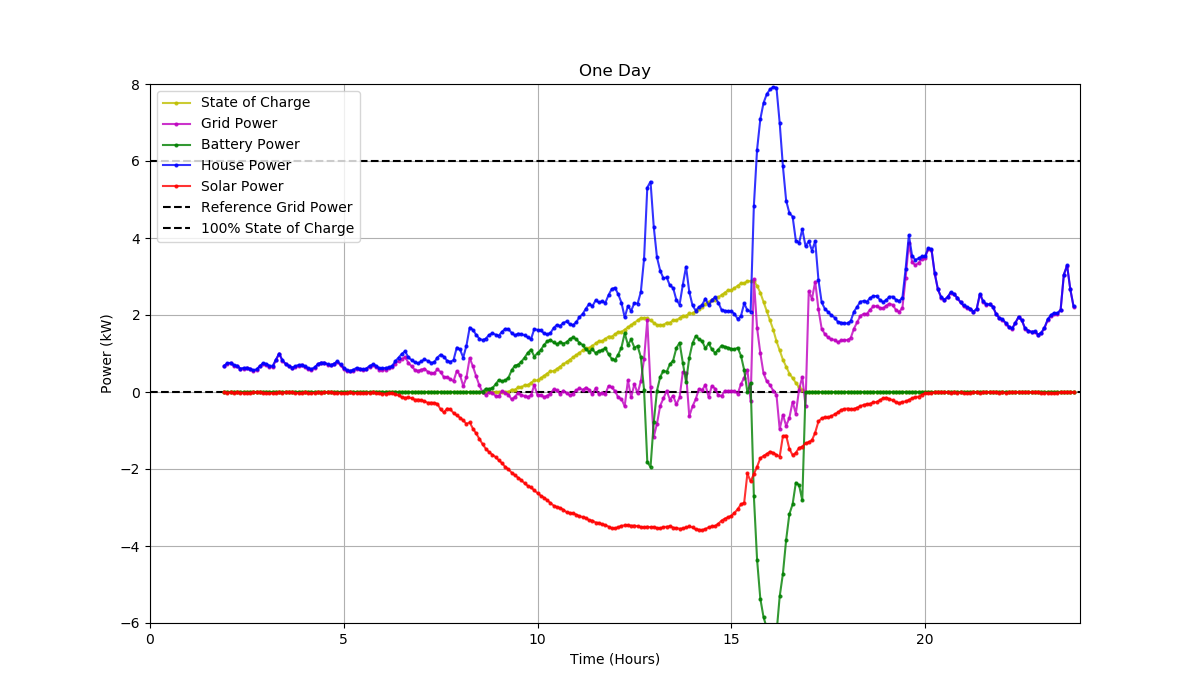 One Day
8
6
4
2
0
−2
−4
−6
Power (kW)
State of Charge
Grid Power
Battery Power
House Power
Solar Power
Reference Grid Power
100% State of Charge
0 5 10 15 20
Time (Hours)